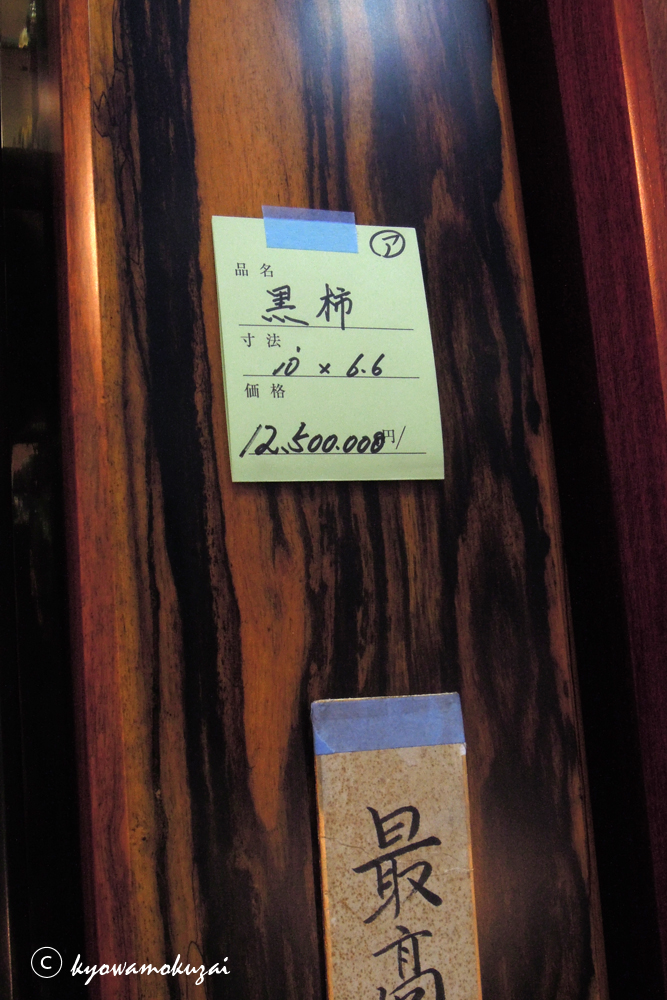 ア
品名
黒柿
寸法
10 × 6.6
価格
12,500.000円/
最高
© kyowamokuzai